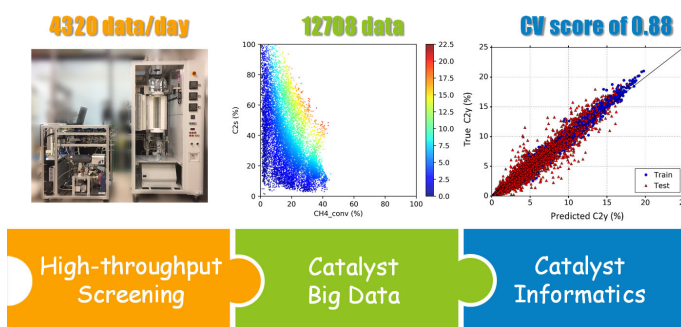 4320 data/day
12708 data
CV score of 0.88
100
80
60
40
20
0
C2s (%)
0 20 40 60 80 100
CH4_conv (%)
22.5
20.0
17.5
15.0
12.5
10.0
7.5
5.0
2.5
0.0
25
20
15
10
5
0
True C2y (%)
0 5 10 15 20
Predicted C2y (%)
Train
Test
High-throughput
Screening
Catalyst
Big Data
Catalyst
Informatics